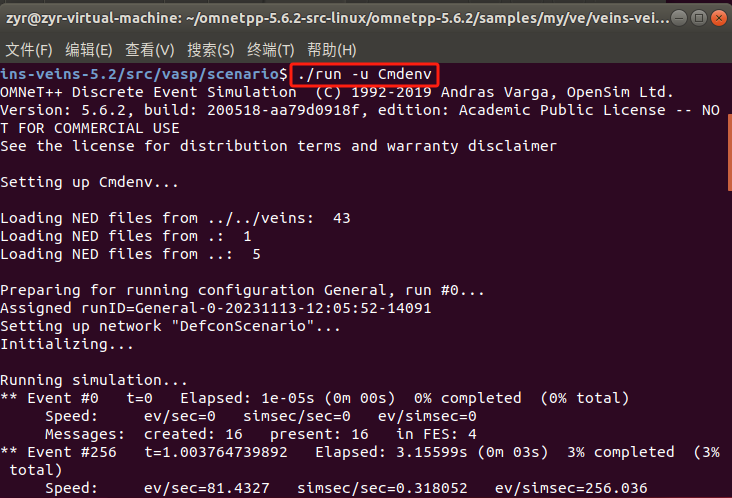 zyr@zyr-virtual-machine: ~/omnetpp-5.6.2-src-linux/omnetpp-5.6.2/samples/my/ve/veins-vei...
文件(F) 编辑(E) 查看(V) 搜索(S) 终端(T) 帮助(H)
ins-veins-5.2/src/vasp/scenario$ ./run -u Cmdenv
OMNeT++ Discrete Event Simulation  (C) 1992-2019 Andras Varga, OpenSim Ltd.
Version: 5.6.2, build: 200518-aa79d0918f, edition: Academic Public License -- NO
T FOR COMMERCIAL USE
See the license for distribution terms and warranty disclaimer
Setting up Cmdenv...
Loading NED files from ../../veins:  43
Loading NED files from .:  1
Loading NED files from ..:  5
Preparing for running configuration General, run #0...
Assigned runID=General-0-20231113-12:05:52-14091
Setting up network "DefconScenario"...
Initializing...
Running simulation...
** Event #0   t=0   Elapsed: 1e-05s (0m 00s)  0% completed  (0% total)
     Speed:     ev/sec=0   simsec/sec=0   ev/simsec=0
     Messages:  created: 16   present: 16   in FES: 4
** Event #256   t=1.003764739892   Elapsed: 3.15599s (0m 03s)  3% completed  (3%
 total)
     Speed:     ev/sec=81.4327   simsec/sec=0.318052   ev/simsec=256.036